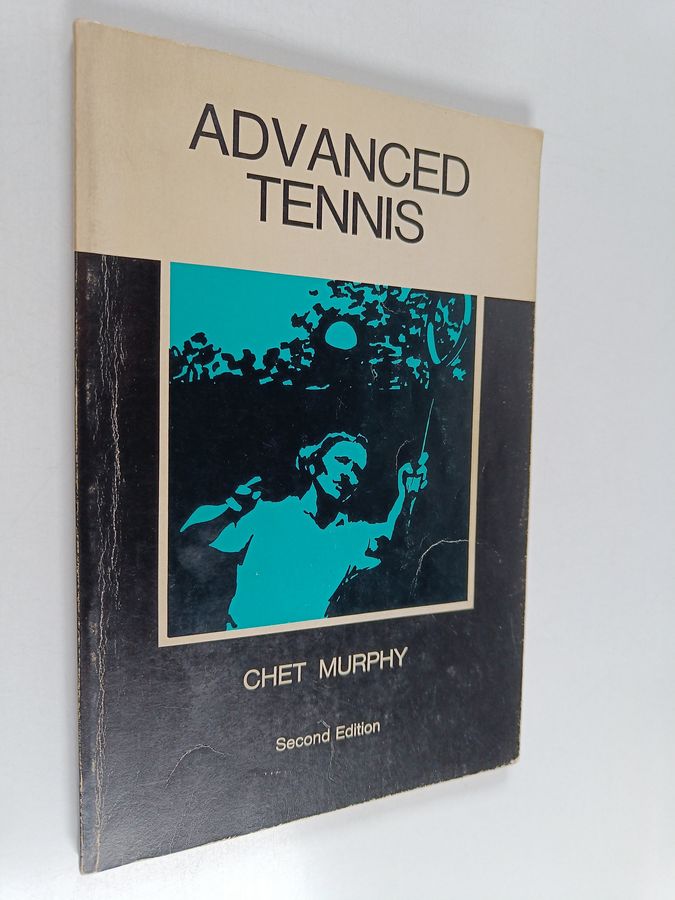 ADVANCED
TENNIS
CHET MURPHY
Second Edition